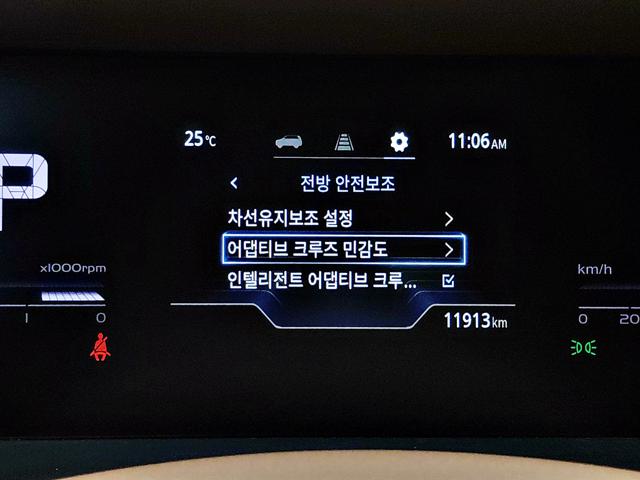 25℃
11:06AM
P
전방 안전보조
차선유지보조 설정
어댑티브 크루즈 민감도
인텔리전트 어댑티브 크루...
x1000rpm
km/h
1 0
0 20
11913km